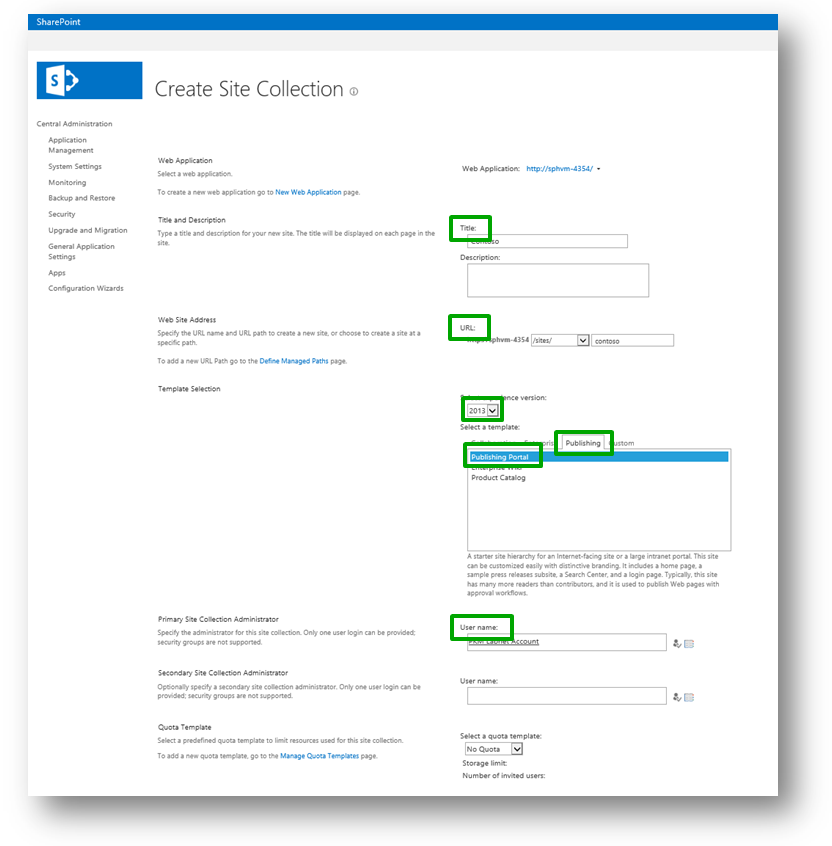 SharePoint
S
Create Site Collection
Central Administration
Application
Management
System Settings
Monitoring
Backup and Restore
Security
Upgrade and Migration
General Application
Settings
Apps
Configuration Wizards
Web Application
Select a web application.
To create a new web application go to New Web Application page.
Web Application: http://sphvm-4354/
Title and Description
Type a title and description for your new site. The title will be displayed on each page in the
site.
Title:
Contoso
Description:
Web Site Address
Specify the URL name and URL path to create a new site, or choose to create a site at a
specific path.
To add a new URL Path go to the Define Managed Paths page.
URL:
http://sphvm-4354 /sites/ contoso
Template Selection
experience version:
2013
Select a template:
Publishing Custom
Publishing Portal
Enterprise Wiki
Product Catalog
A starter site hierarchy for an Internet-facing site or a large intranet portal. This site
can be customized easily with distinctive branding. It includes a home page, a
sample press releases subsite, a Search Center, and a login page. Typically, this site
has many more readers than contributors, and it is used to publish Web pages with
approval workflows.
Primary Site Collection Administrator
Specify the administrator for this site collection. Only one user login can be provided;
security groups are not supported.
User name:
Account
Secondary Site Collection Administrator
Optionally specify a secondary site collection administrator. Only one user login can be
provided; security groups are not supported.
User name:
Quota Template
Select a predefined quota template to limit resources used for this site collection.
To add a new quota template, go to the Manage Quota Templates page.
Select a quota template:
No Quota
Storage limit:
Number of invited users: